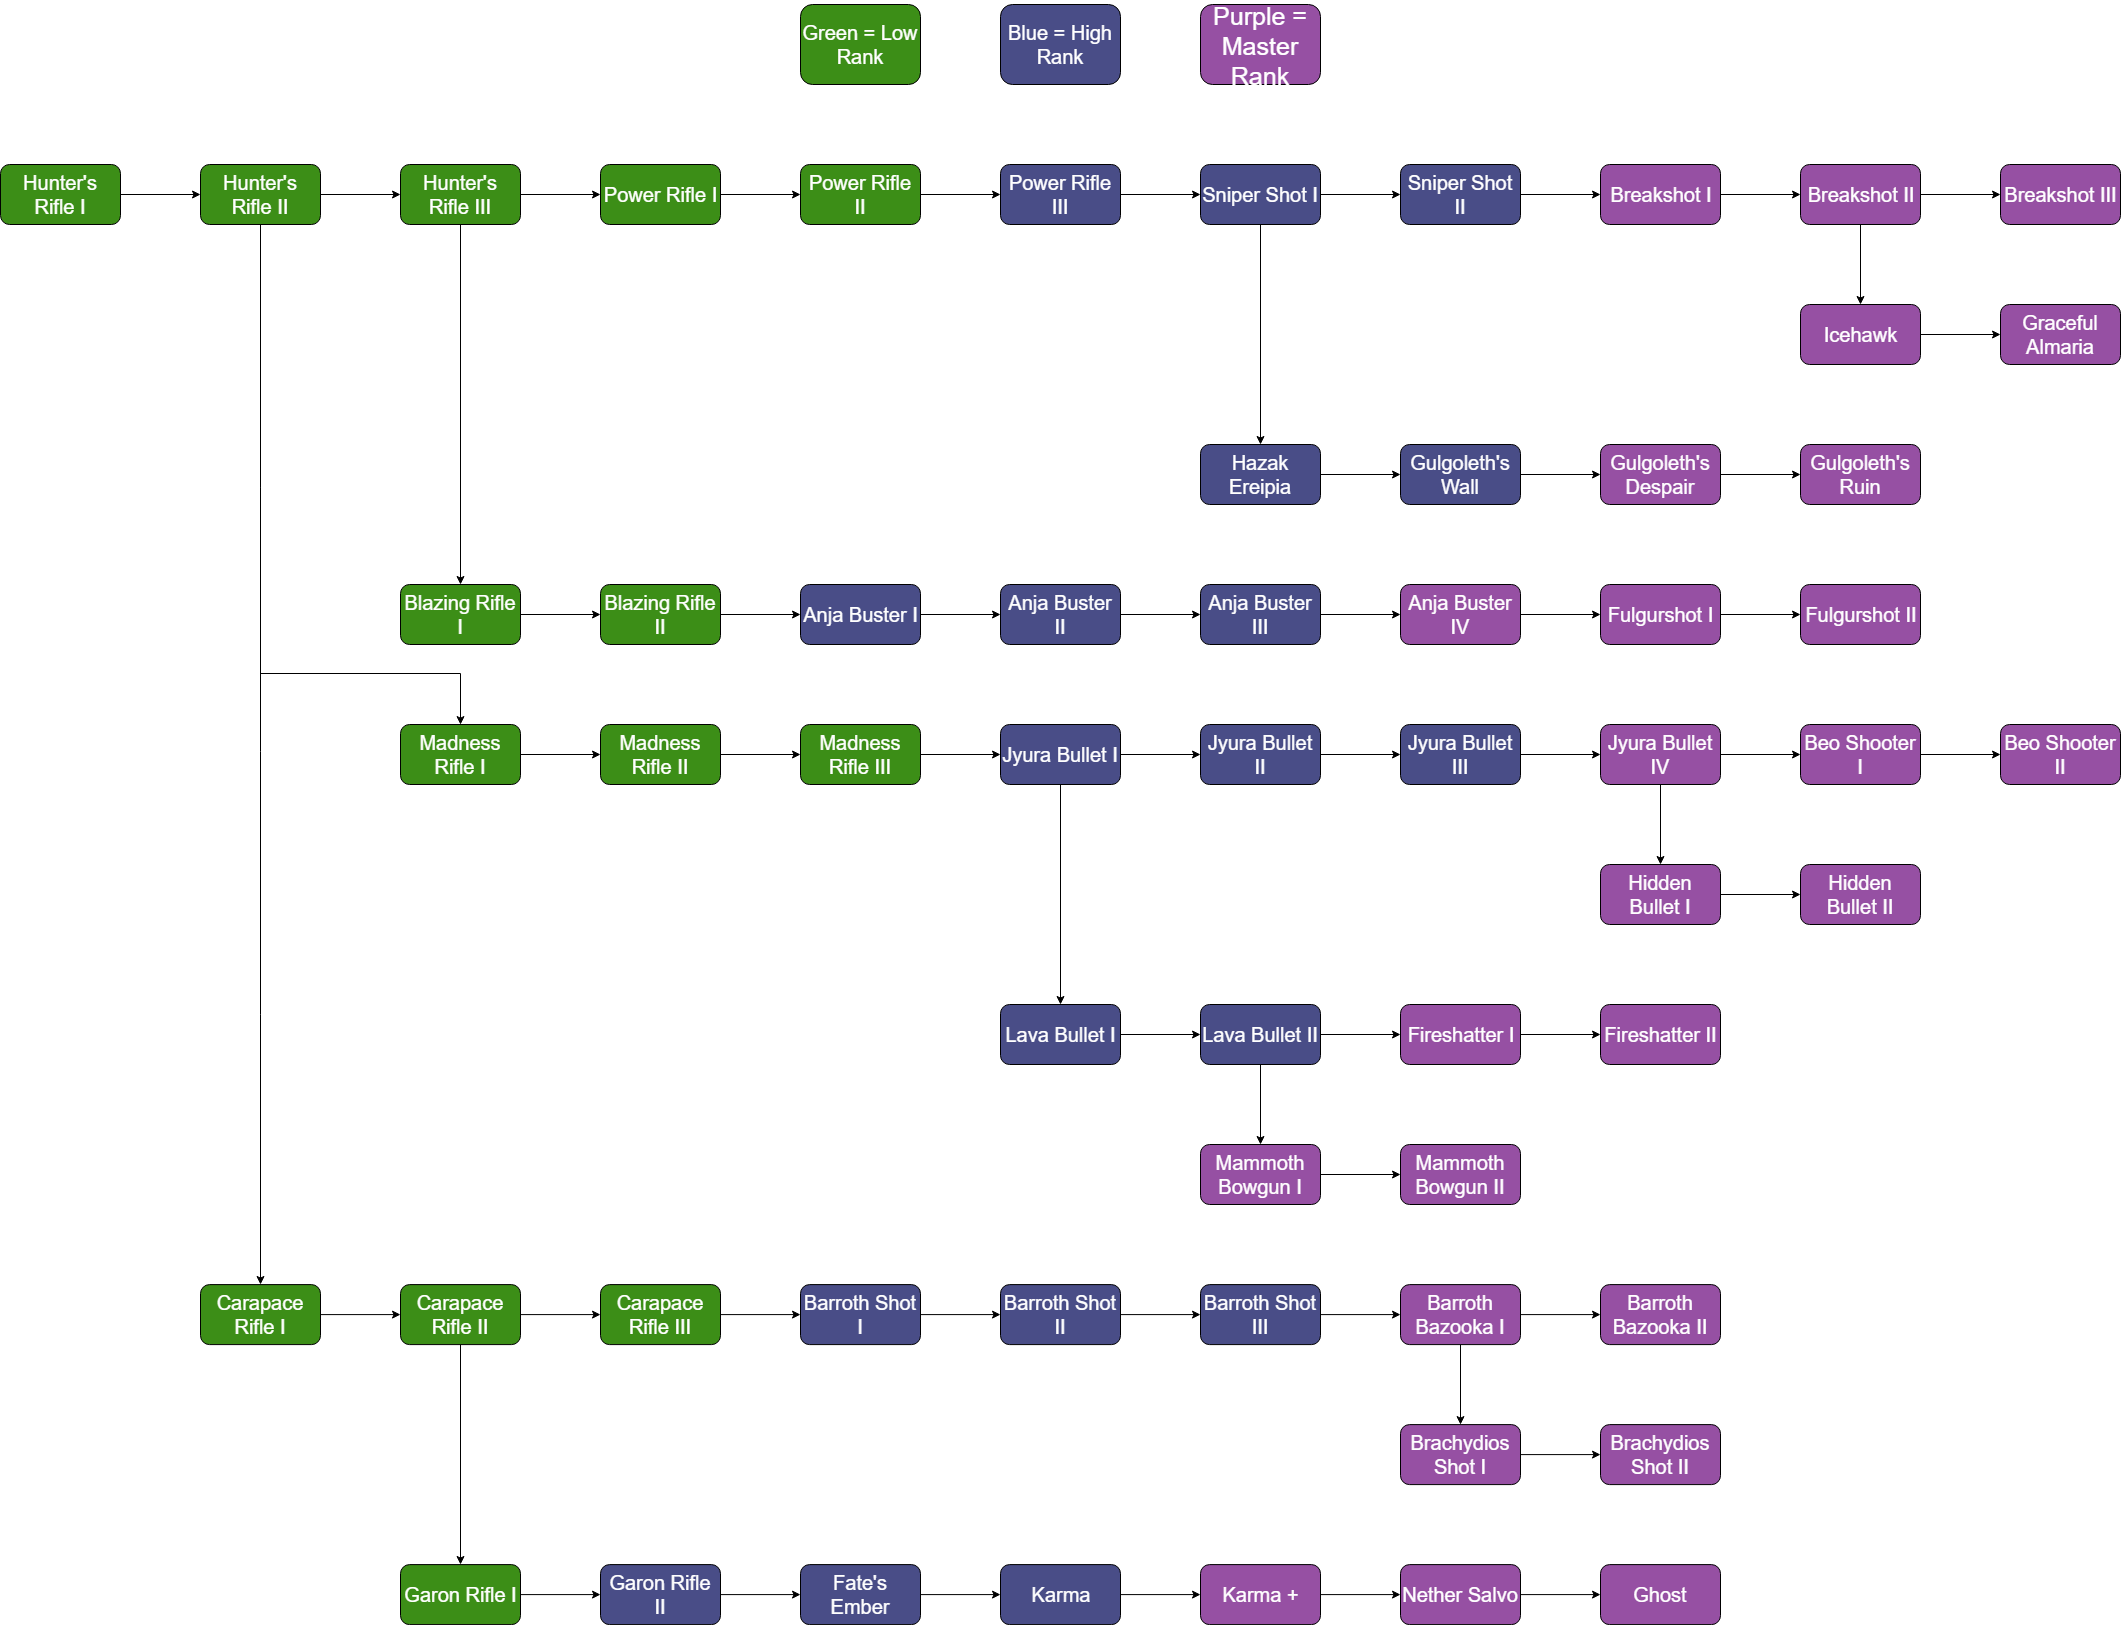 Green = Low
Rank
Blue = High
Rank
Purple =
Master
Rank
Hunter's
Rifle I
Hunter's
Rifle II
Hunter's
Rifle III
Power Rifle I
Power Rifle
II
Power Rifle
III
Sniper Shot I
Sniper Shot
II
Breakshot I
Breakshot II
Breakshot III
Icehawk
Graceful
Almaria
Hazak
Ereipia
Gulgoleth's
Wall
Gulgoleth's
Despair
Gulgoleth's
Ruin
Blazing Rifle
I
Blazing Rifle
II
Anja Buster I
Anja Buster
II
Anja Buster
III
Anja Buster
IV
Fulgurshot I
Fulgurshot II
Madness
Rifle I
Madness
Rifle II
Madness
Rifle III
Jyura Bullet I
Jyura Bullet
II
Jyura Bullet
III
Jyura Bullet
IV
Beo Shooter
I
Beo Shooter
II
Hidden
Bullet I
Hidden
Bullet II
Lava Bullet I
Lava Bullet II
Fireshatter I
Fireshatter II
Mammoth
Bowgun I
Mammoth
Bowgun II
Carapace
Rifle I
Carapace
Rifle II
Carapace
Rifle III
Barroth Shot
I
Barroth Shot
II
Barroth Shot
III
Barroth
Bazooka I
Barroth
Bazooka II
Brachydios
Shot I
Brachydios
Shot II
Garon Rifle I
Garon Rifle
II
Fate's
Ember
Karma
Karma +
Nether Salvo
Ghost